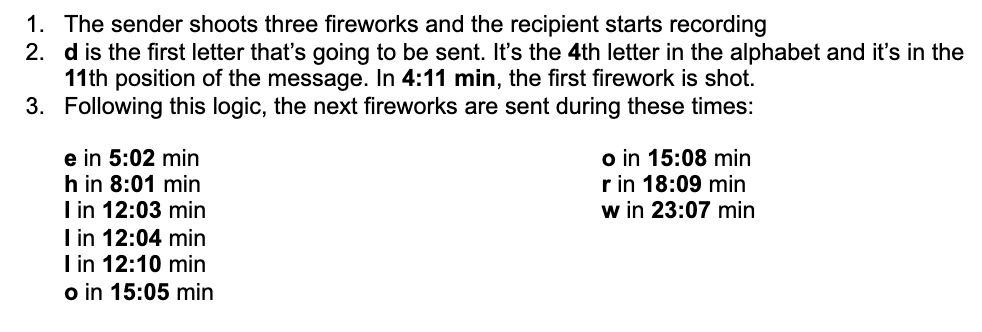 1. The sender shoots three fireworks and the recipient starts recording
2. d is the first letter that's going to be sent. It's the 4th letter in the alphabet and it's in the
11th position of the message. In 4:11 min, the first firework is shot.
3. Following this logic, the next fireworks are sent during these times:
e in 5:02 min
h in 8:01 min
l in 12:03 min
l in 12:04 min
l in 12:10 min
o in 15:05 min
o in 15:08 min
r in 18:09 min
w in 23:07 min